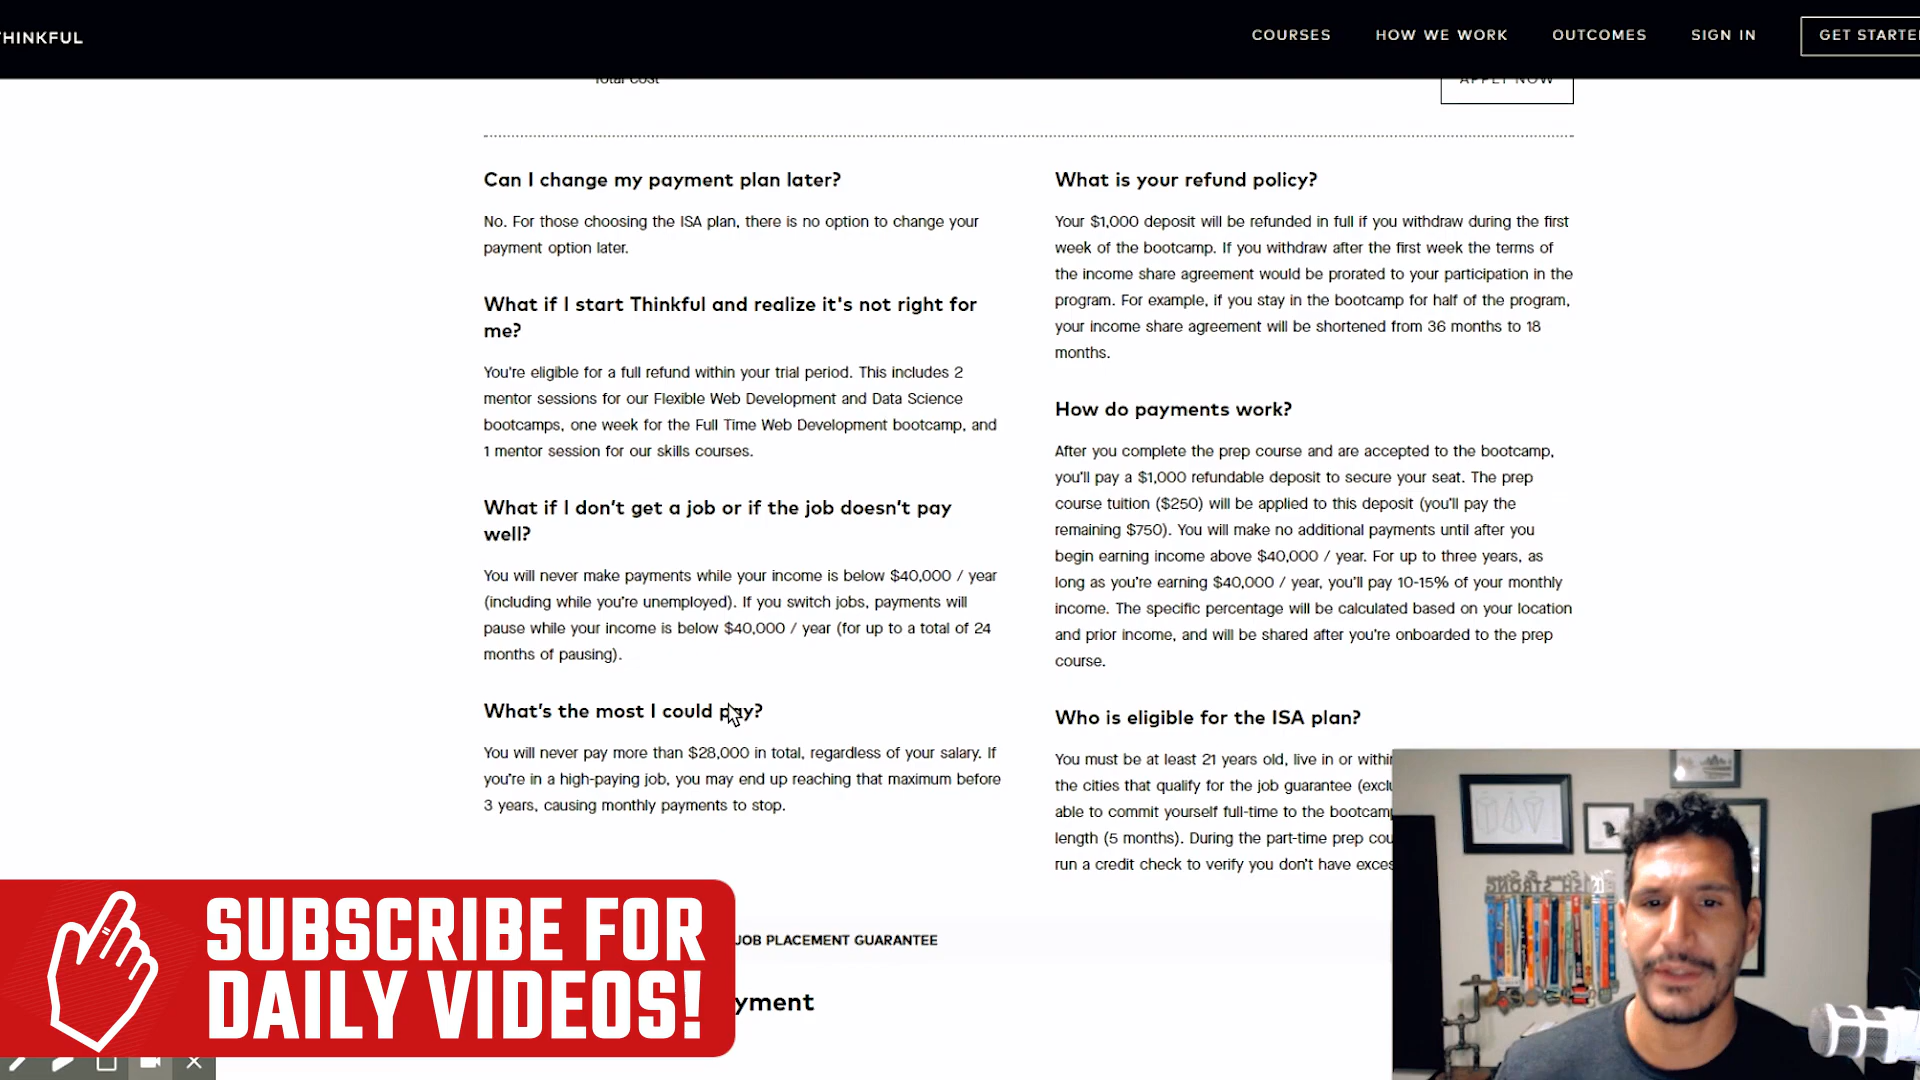 THINKFUL
COURSES
HOW WE WORK
OUTCOMES
SIGN IN
GET STARTE
Total Cost
APPLY NOW
Can I change my payment plan later?
No. For those choosing the ISA plan, there is no option to change your
payment option later.
What if I start Thinkful and realize it's not right for
me?
You're eligible for a full refund within your trial period. This includes 2
mentor sessions for our Flexible Web Development and Data Science
bootcamps, one week for the Full Time Web Development bootcamp, and
1 mentor session for our skills courses.
What if I don't get a job or if the job doesn't pay
well?
You will never make payments while your income is below $40,000 / year
(including while you're unemployed). If you switch jobs, payments will
pause while your income is below $40,000 / year (for up to a total of 24
months of pausing).
What's the most I could pay?
You will never pay more than $28,000 in total, regardless of your salary. If
you're in a high-paying job, you may end up reaching that maximum before
3 years, causing monthly payments to stop.
What is your refund policy?
Your $1,000 deposit will be refunded in full if you withdraw during the first
week of the bootcamp. If you withdraw after the first week the terms of
the income share agreement would be prorated to your participation in the
program. For example, if you stay in the bootcamp for half of the program,
your income share agreement will be shortened from 36 months to 18
months.
How do payments work?
After you complete the prep course and are accepted to the bootcamp,
you'll pay a $1,000 refundable deposit to secure your seat. The prep
course tuition ($250) will be applied to this deposit (you'll pay the
remaining $750). You will make no additional payments until after you
begin earning income above $40,000 / year. For up to three years, as
long as you're earning $40,000 / year, you'll pay 10-15% of your monthly
income. The specific percentage will be calculated based on your location
and prior income, and will be shared after you're onboarded to the prep
course.
Who is eligible for the ISA plan?
You must be at least 21 years old, live in or within
the cities that qualify for the job guarantee (exclu
able to commit yourself full-time to the bootcamp
length (5 months). During the part-time prep cou
run a credit check to verify you don't have exces
JOB PLACEMENT GUARANTEE
yment
SUBSCRIBE FOR
DAILY VIDEOS!